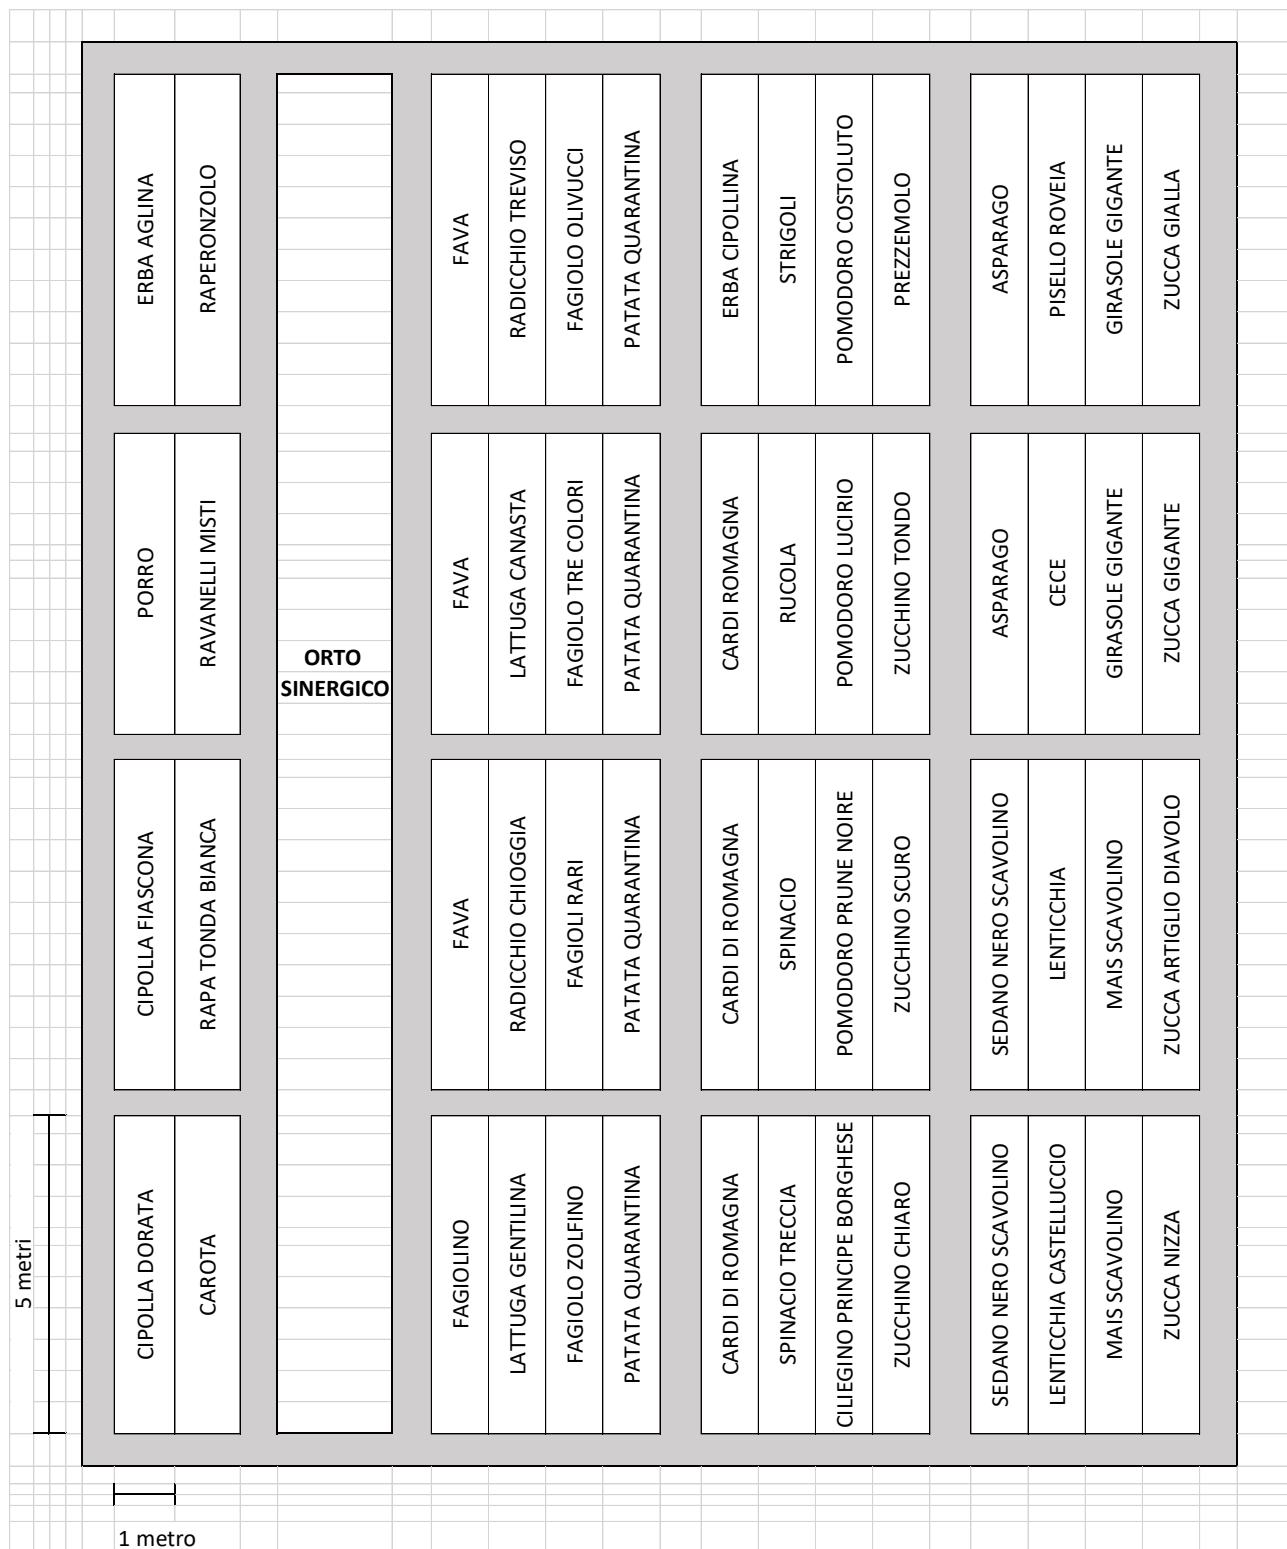 ERBA AGLINA
RAPERONZOLO
FAVA
RADICCHIO TREVISO
FAGIOLO OLIVUCCI
PATATA QUARANTINA
ERBA CIPOLLINA
STRIGOLI
POMODORO COSTOLUTO
PREZZEMOLO
ASPARAGO
PISELLO ROVEIA
GIRASOLE GIGANTE
ZUCCA GIALLA
PORRO
RAVANELLI MISTI
ORTO
SINERGICO
FAVA
LATTUGA CANASTA
FAGIOLO TRE COLORI
PATATA QUARANTINA
CARDI ROMAGNA
RUCOLA
POMODORO LUCIRIO
ZUCCHINO TONDO
ASPARAGO
CECE
GIRASOLE GIGANTE
ZUCCA GIGANTE
CIPOLLA FIASCONA
RAPA TONDA BIANCA
FAVA
RADICCHIO CHIOGGIA
FAGIOLI RARI
PATATA QUARANTINA
CARDI DI ROMAGNA
SPINACIO
POMODORO PRUNE NOIRE
ZUCCHINO SCURO
SEDANO NERO SCAVOLINO
LENTICCHIA
MAIS SCAVOLINO
ZUCCA ARTIGLIO DIAVOLO
5 metri
CIPOLLA DORATA
CAROTA
FAGIOLINO
LATTUGA GENTILINA
FAGIOLO ZOLFINO
PATATA QUARANTINA
CARDI DI ROMAGNA
SPINACIO TRECCIA
CILIEGINO PRINCIPE BORGHESE
ZUCCHINO CHIARO
SEDANO NERO SCAVOLINO
LENTICCHIA CASTELLUCCIO
MAIS SCAVOLINO
ZUCCA NIZZA
1 metro